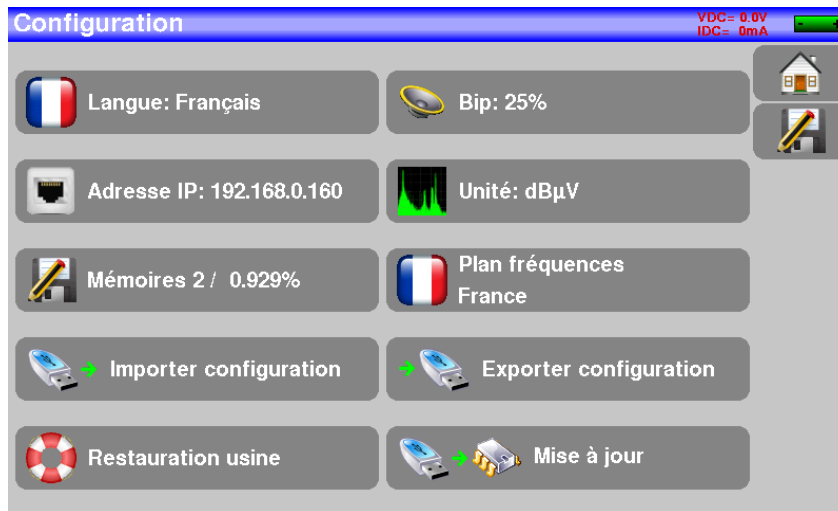 Configuration
VDC= 0.0V
IDC= 0mA
Langue: Français
Bip: 25%
Adresse IP: 192.168.0.160
Unité: dBµV
Mémoires 2 / 0.929%
Plan fréquences
France
Importer configuration
Exporter configuration
Restauration usine
Mise à jour